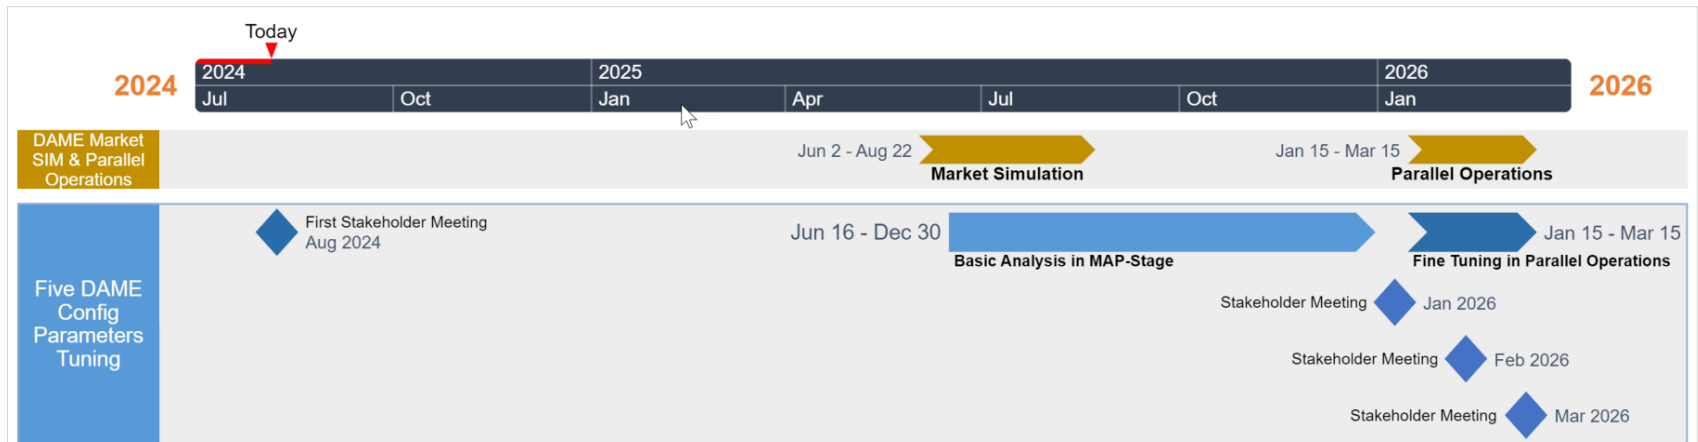 Today
2024
2025
2026
2024
Jul
Oct
Jan
Apr
Jul
Oct
Jan
2026
DAME Market
SIM & Parallel
Operations
Jun 2 - Aug 22
Market Simulation
Jan 15 - Mar 15
Parallel Operations
Five DAME
Config
Parameters
Tuning
First Stakeholder Meeting
Aug 2024
Jun 16 - Dec 30
Basic Analysis in MAP-Stage
Jan 15 - Mar 15
Fine Tuning in Parallel Operations
Stakeholder Meeting
Jan 2026
Stakeholder Meeting
Feb 2026
Stakeholder Meeting
Mar 2026